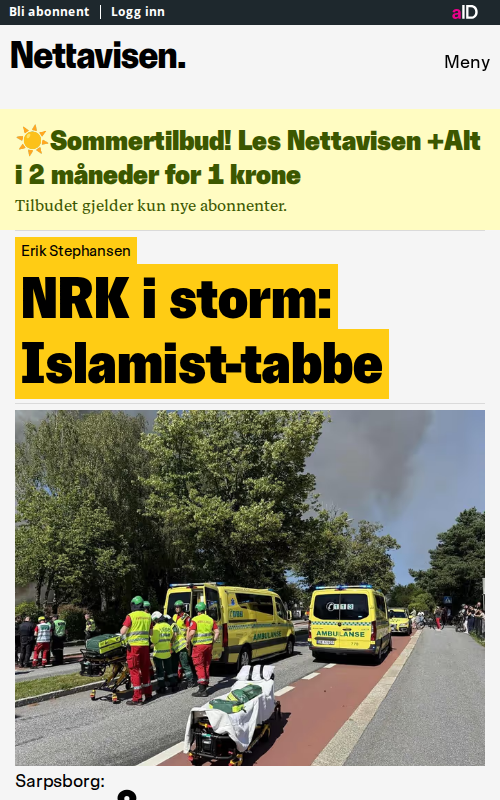 Bli abonnent
Logg inn
aID
Nettavisen.
Meny
Sommertilbud! Les Nettavisen +Alt
i 2 måneder for 1 krone
Tilbudet gjelder kun nye abonnenter.
Erik Stephansen
NRK i storm:
Islamist-tabbe
113
AMBULANSE
AMBULANSE
Sarpsborg: